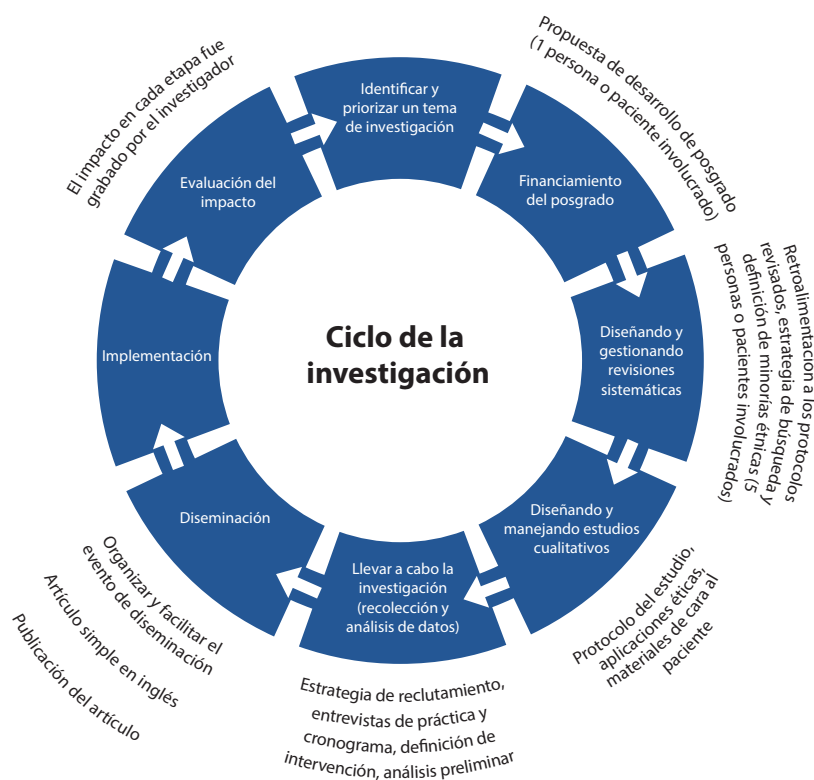 Ciclo de la
investigación
Identificar y
priorizar un tema
de investigación
Financiamiento
del posgrado
Propuesta de desarrollo de posgrado
(1 persona o paciente involucrado)
Diseñando y
gestionando
revisiones
sistemáticas
Retroalimentacion a los protocolos
revisados, estrategia de búsqueda y
definición de minorías étnicas (5
personas o pacientes involucrados)
Diseñando y
manejando estudios
cualitativos
Protocolo del estudio,
aplicaciones éticas,
materiales de cara al
paciente
Llevar a cabo la
investigación
(recolección y
análisis de datos)
Estrategia de reclutamiento,
entrevistas de práctica y
cronograma, definición de
intervención, análisis preliminar
Diseminación
Organizar y facilitar el
evento de diseminación
Artículo simple en inglés
Publicación del artículo
Implementación
Evaluación del
impacto
El impacto en cada etapa fue
grabado por el investigador